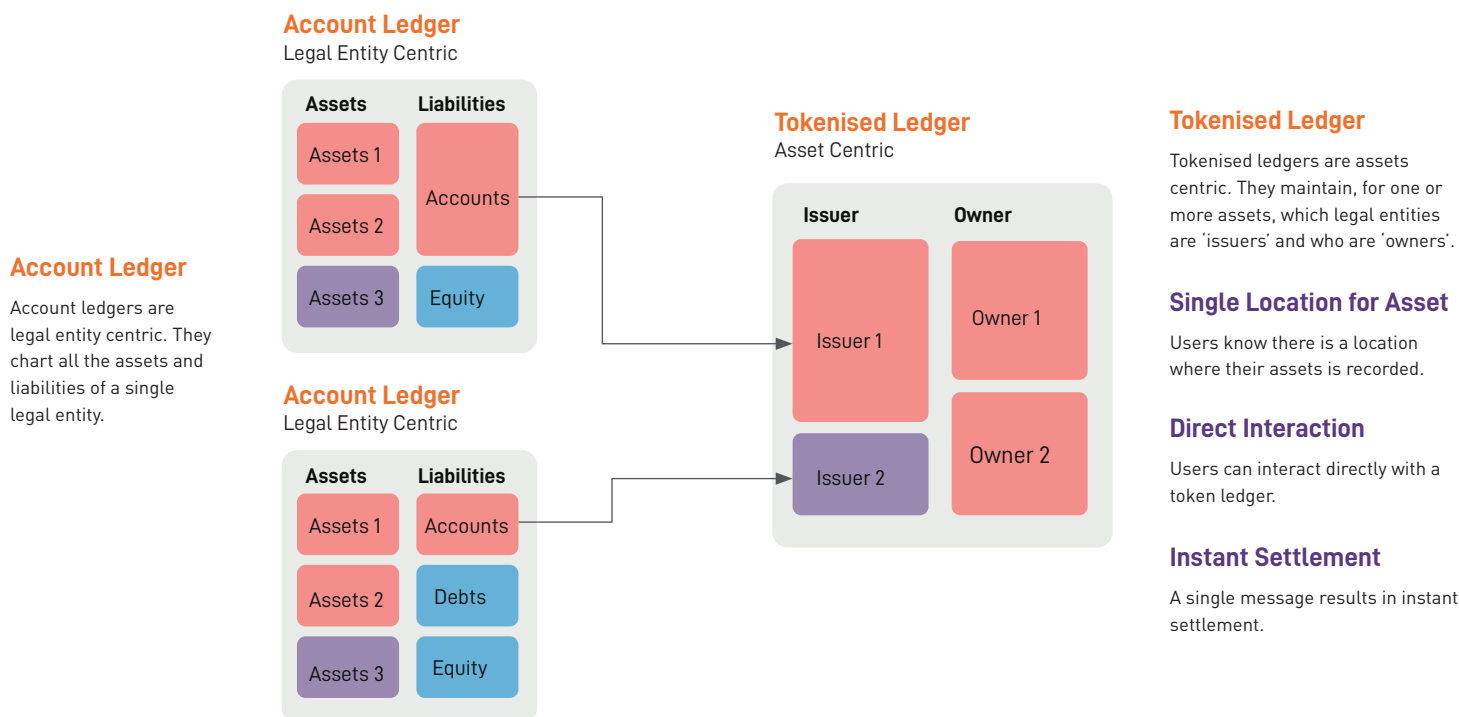 Account Ledger
Account ledgers are
legal entity centric. They
chart all the assets and
liabilities of a single
legal entity.
Account Ledger
Legal Entity Centric
Assets
Liabilities
Assets 1
Accounts
Assets 2
Assets 3
Equity
Account Ledger
Legal Entity Centric
Assets
Liabilities
Assets 1
Accounts
Assets 2
Debts
Assets 3
Equity
Tokenised Ledger
Asset Centric
Issuer
Owner
Issuer 1
Owner 1
Issuer 2
Owner 2
Tokenised Ledger
Tokenised ledgers are assets
centric. They maintain, for one or
more assets, which legal entities
are ‘issuers’ and who are ‘owners’.
Single Location for Asset
Users know there is a location
where their assets is recorded.
Direct Interaction
Users can interact directly with a
token ledger.
Instant Settlement
A single message results in instant
settlement.